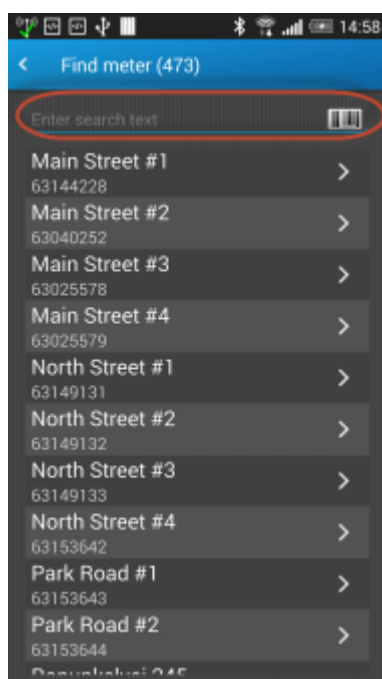 14:58
Find meter (473)
Enter search text
Main Street #1
63144228
Main Street #2
63040252
Main Street #3
63025578
Main Street #4
63025579
North Street #1
63149131
North Street #2
63149132
North Street #3
63149133
North Street #4
63153642
Park Road #1
63153643
Park Road #2
63153644